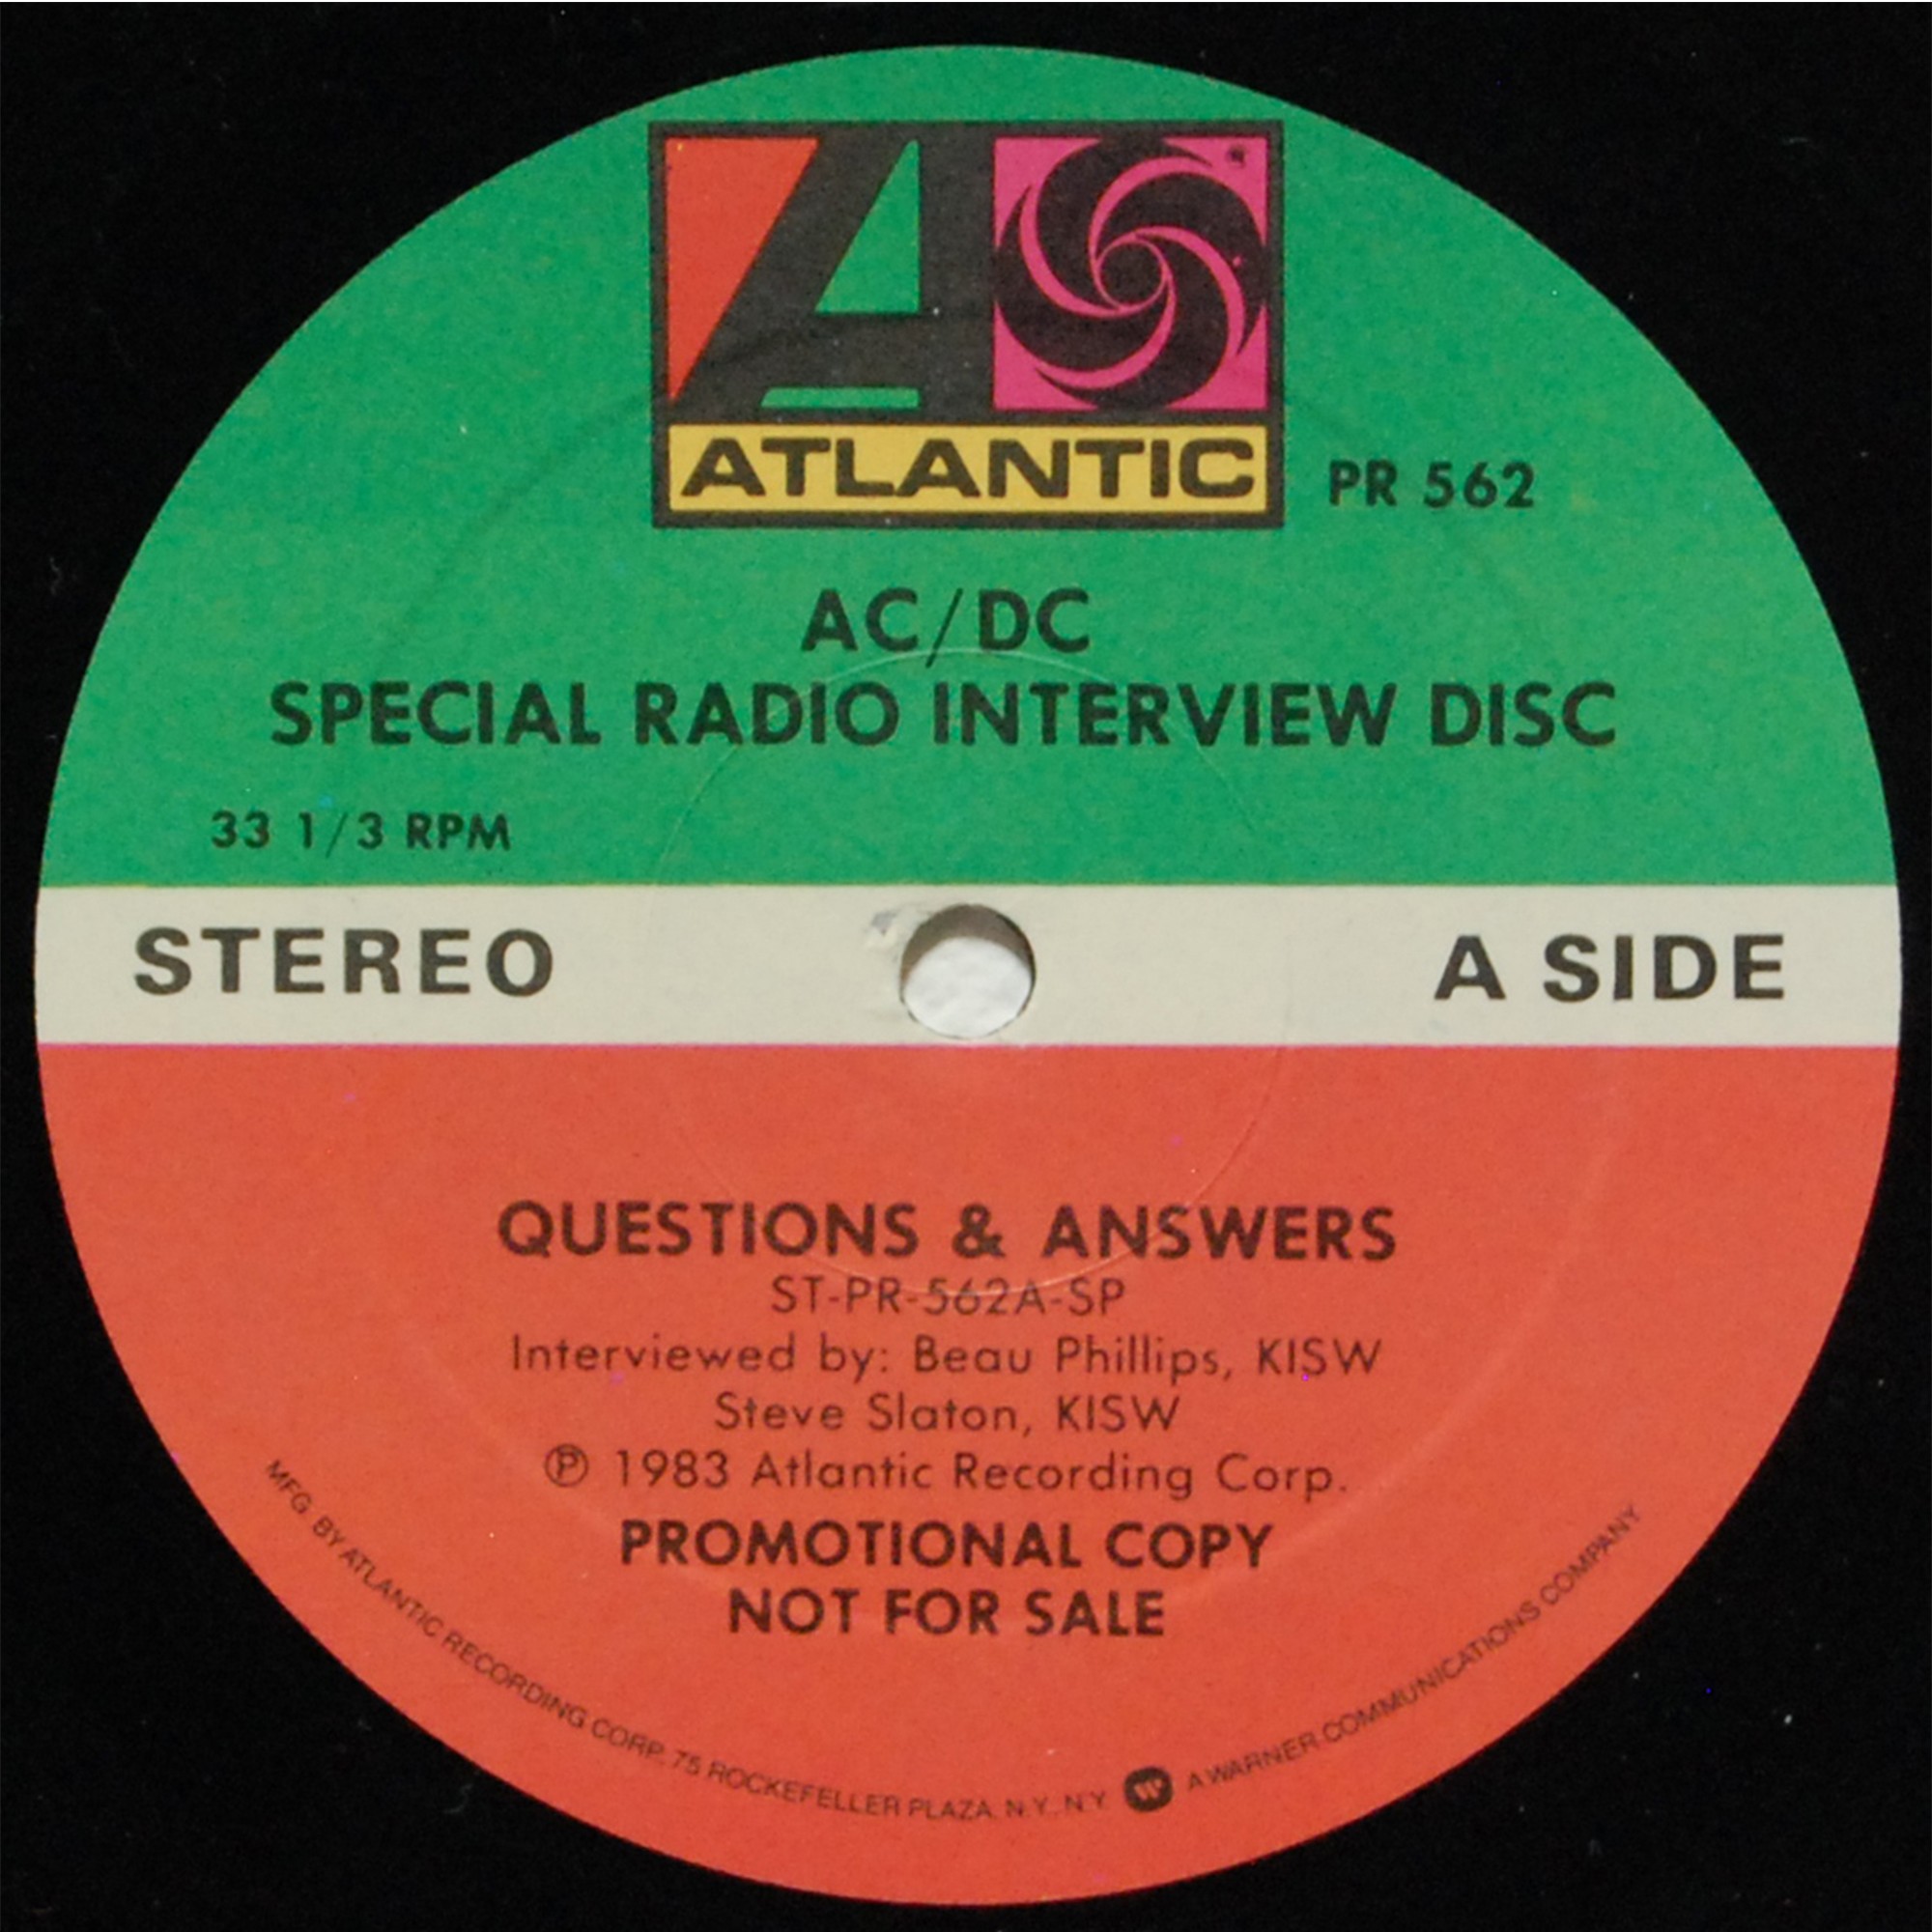 ATLANTIC
PR 562
AC/DC
SPECIAL RADIO INTERVIEW DISC
33 1/3 RPM
STEREO
A SIDE
QUESTIONS & ANSWERS
ST-PR-562A-SP
Interviewed by: Beau Phillips, KISW
Steve Slaton, KISW
℗ 1983 Atlantic Recording Corp.
PROMOTIONAL COPY
NOT FOR SALE
MFG. BY ATLANTIC RECORDING CORP., 75 ROCKEFELLER PLAZA, N.Y., N.Y. W A WARNER COMMUNICATIONS COMPANY